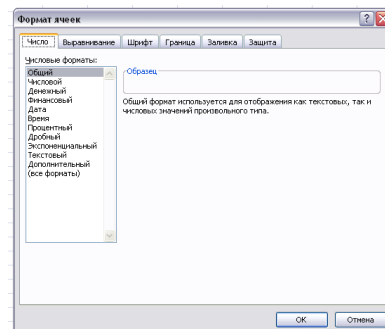 Формат ячеек
Число Выравнивание Шрифт Граница Заливка Защита
Числовые форматы:
Общий
Числовой
Денежный
Финансовый
Дата
Время
Процентный
Дробный
Экспоненциальный
Текстовый
Дополнительный
(все форматы)
Образец
Общий формат используется для отображения как текстовых, так и
числовых значений произвольного типа.
ОК Отмена